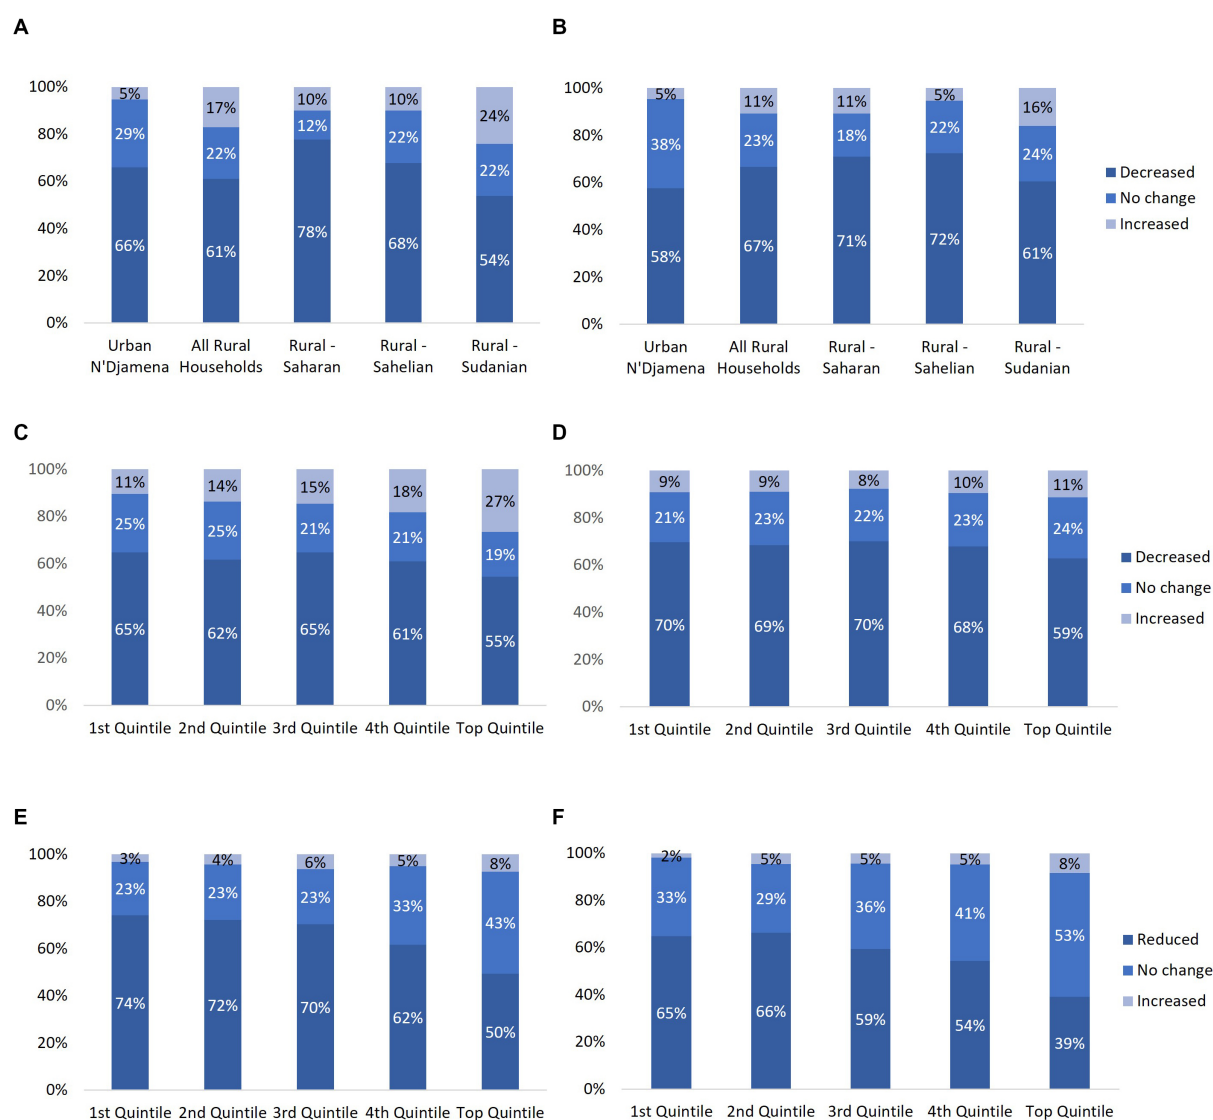 A
100%
80%
60%
40%
20%
0%
5%
29%
66%
17%
22%
61%
10%
12%
78%
10%
22%
68%
24%
22%
54%
Urban
N'Djamena
All Rural
Households
Rural -
Saharan
Rural -
Sahelian
Rural -
Sudanian
B
100%
80%
60%
40%
20%
0%
5%
38%
58%
11%
23%
67%
11%
18%
71%
5%
22%
72%
16%
24%
61%
Urban
N'Djamena
All Rural
Households
Rural -
Saharan
Rural -
Sahelian
Rural -
Sudanian
Decreased
No change
Increased
C
100%
80%
60%
40%
20%
0%
11%
25%
65%
14%
25%
62%
15%
21%
65%
18%
21%
61%
27%
19%
55%
1st Quintile
2nd Quintile
3rd Quintile
4th Quintile
Top Quintile
D
100%
80%
60%
40%
20%
0%
9%
21%
70%
9%
23%
69%
8%
22%
70%
10%
23%
68%
11%
24%
59%
1st Quintile
2nd Quintile
3rd Quintile
4th Quintile
Top Quintile
Decreased
No change
Increased
E
100%
80%
60%
40%
20%
0%
3%
23%
74%
4%
23%
72%
6%
23%
70%
5%
33%
62%
8%
43%
50%
1st Quintile
2nd Quintile
3rd Quintile
4th Quintile
Top Quintile
F
100%
80%
60%
40%
20%
0%
2%
33%
65%
5%
29%
66%
5%
36%
59%
5%
41%
54%
8%
53%
39%
1st Quintile
2nd Quintile
3rd Quintile
4th Quintile
Top Quintile
Reduced
No change
Increased